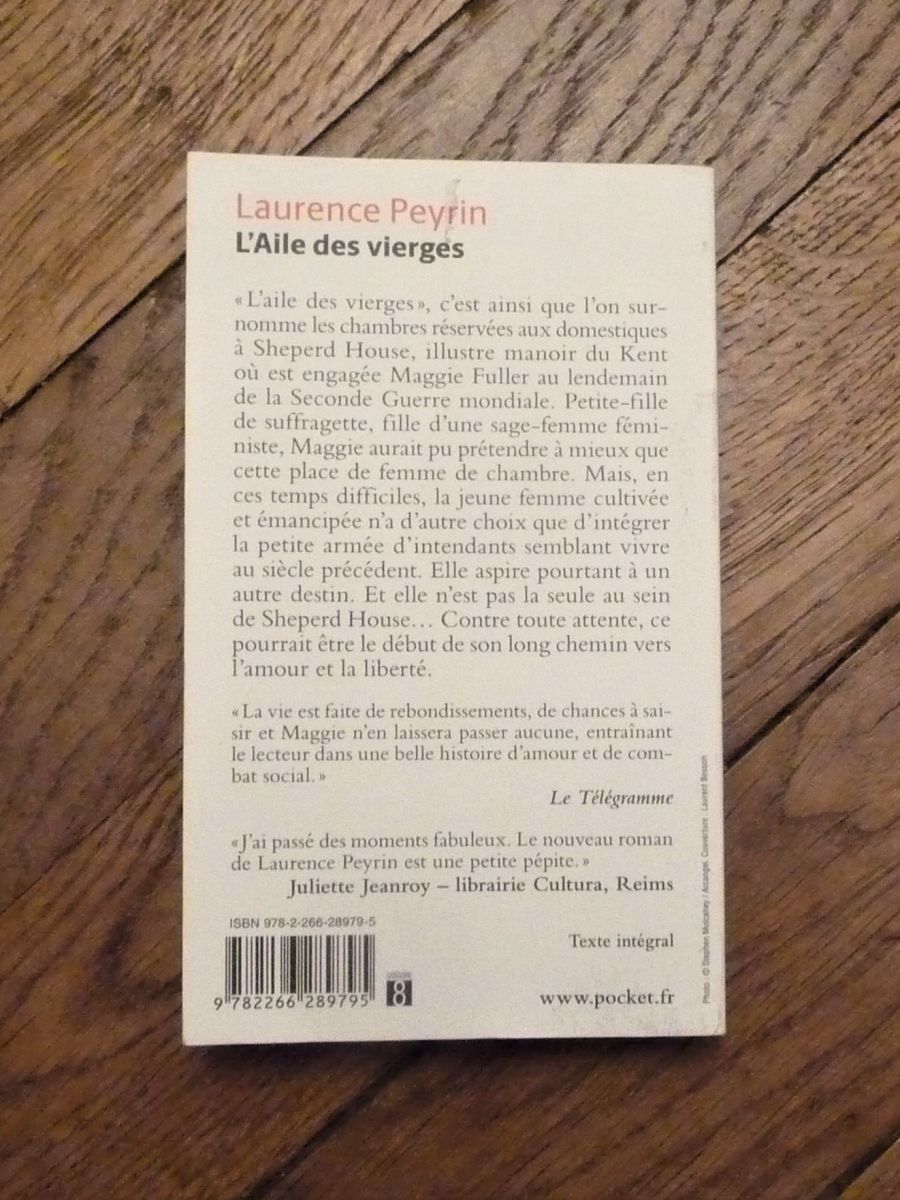 Laurence Peyrin
L'Aile des vierges
« L'aile des vierges », c'est ainsi que l'on sur-
nomme les chambres réservées aux domestiques
à Sheperd House, illustre manoir du Kent
où est engagée Maggie Fuller au lendemain
de la Seconde Guerre mondiale. Petite-fille
de suffragette, fille d'une sage-femme fémi-
niste, Maggie aurait pu prétendre à mieux que
cette place de femme de chambre. Mais, en
ces temps difficiles, la jeune femme cultivée
et émancipée n'a d'autre choix que d'intégrer
la petite armée d'intendants semblant vivre
au siècle précédent. Elle aspire pourtant à un
autre destin. Et elle n'est pas la seule au sein
de Sheperd House... Contre toute attente, ce
pourrait être le début de son long chemin vers
l'amour et la liberté.
« La vie est faite de rebondissements, de chances à sai-
sir et Maggie n'en laissera passer aucune, entraînant
le lecteur dans une belle histoire d'amour et de com-
bat social. »
Le Télégramme
« J'ai passé des moments fabuleux. Le nouveau roman
de Laurence Peyrin est une petite pépite. »
Juliette Jeanroy – librairie Cultura, Reims
ISBN 978-2-266-28979-5
9 782266 289795
8
Texte intégral
www.pocket.fr
Photo : © Stephen Mulcahey / Arcangel. Couverture : Laurent Besson